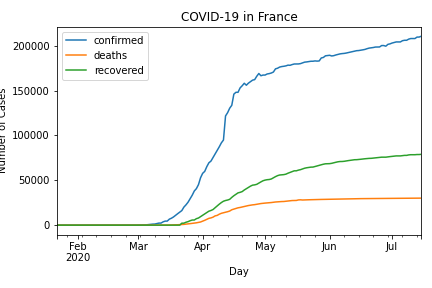 COVID-19 in France
confirmed
deaths
recovered
200000
150000
100000
50000
0
Number of Cases
Feb
2020
Mar
Apr
May
Jun
Jul
Day